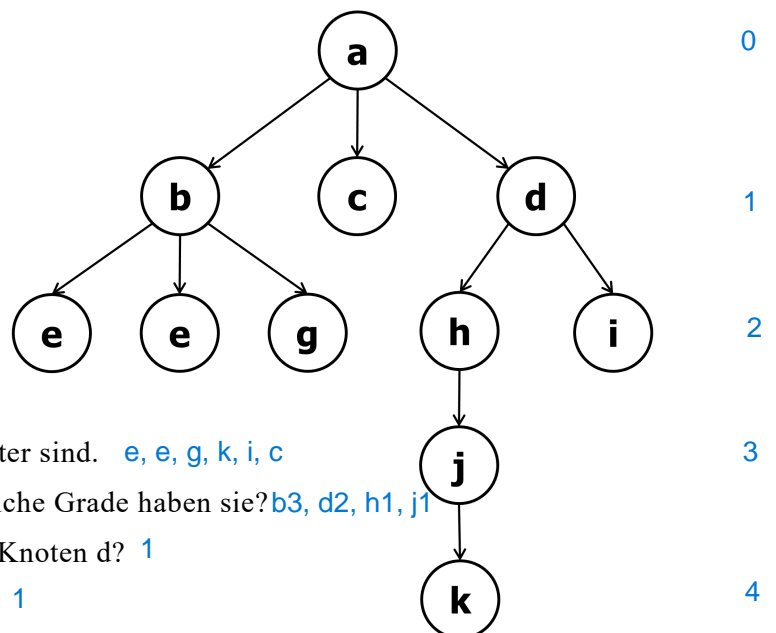 a 0
b c d 1
e e g h i 2
ter sind. e, e, g, k, i, c j 3
che Grade haben sie? b3, d2, h1, j1
Knoten d? 1
1 k 4